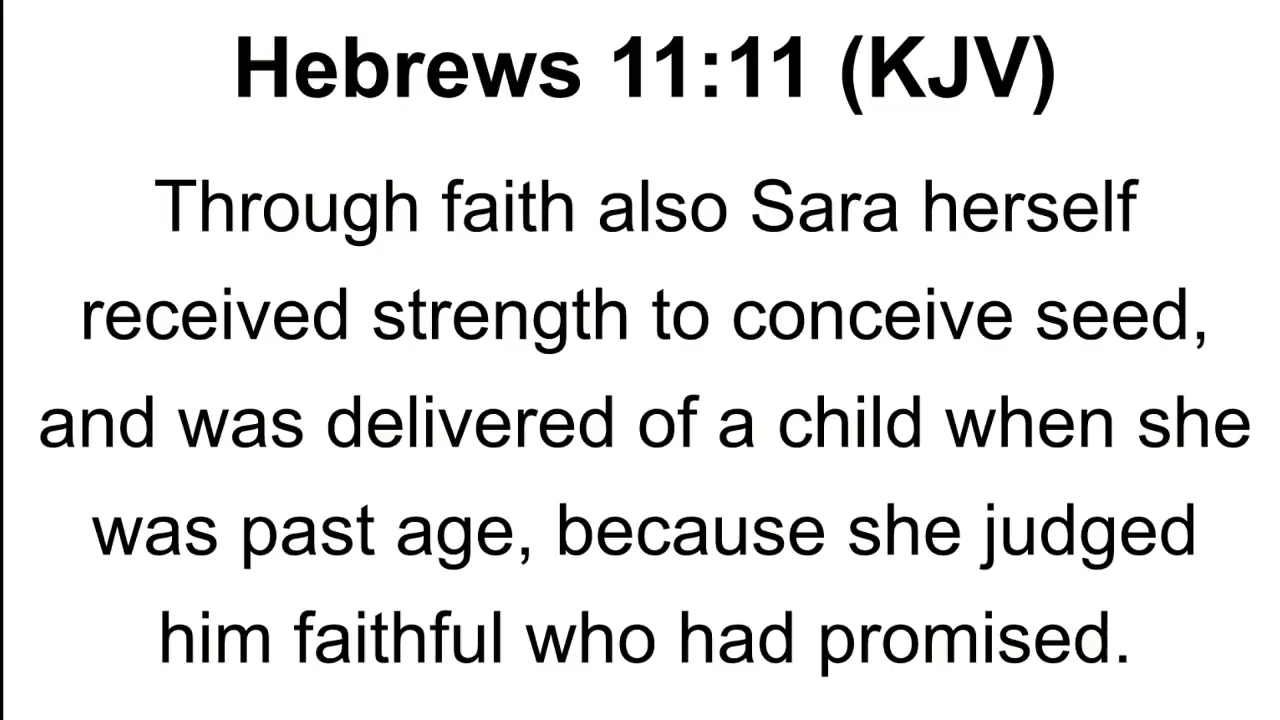 Hebrews 11:11 (KJV)
Through faith also Sara herself
received strength to conceive seed,
and was delivered of a child when she
was past age, because she judged
him faithful who had promised.